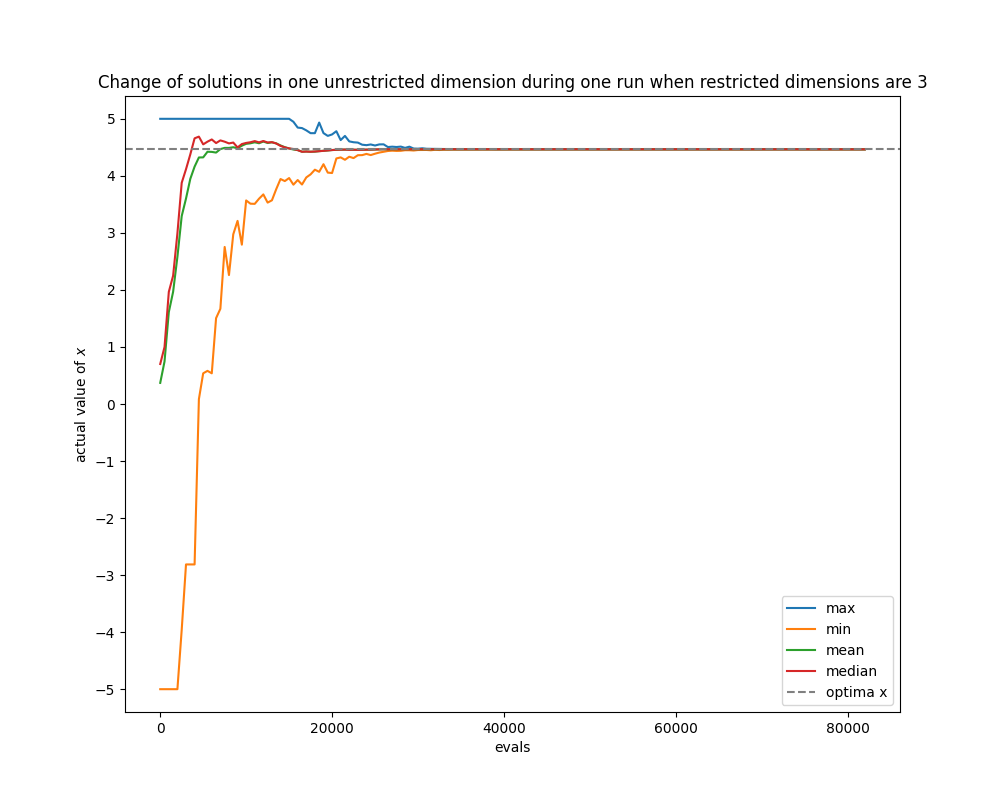 Change of solutions in one unrestricted dimension during one run when restricted dimensions are 3
5
4
3
2
1
0
−1
−2
−3
−4
−5
actual value of x
max
min
mean
median
optima x
0 20000 40000 60000 80000
evals